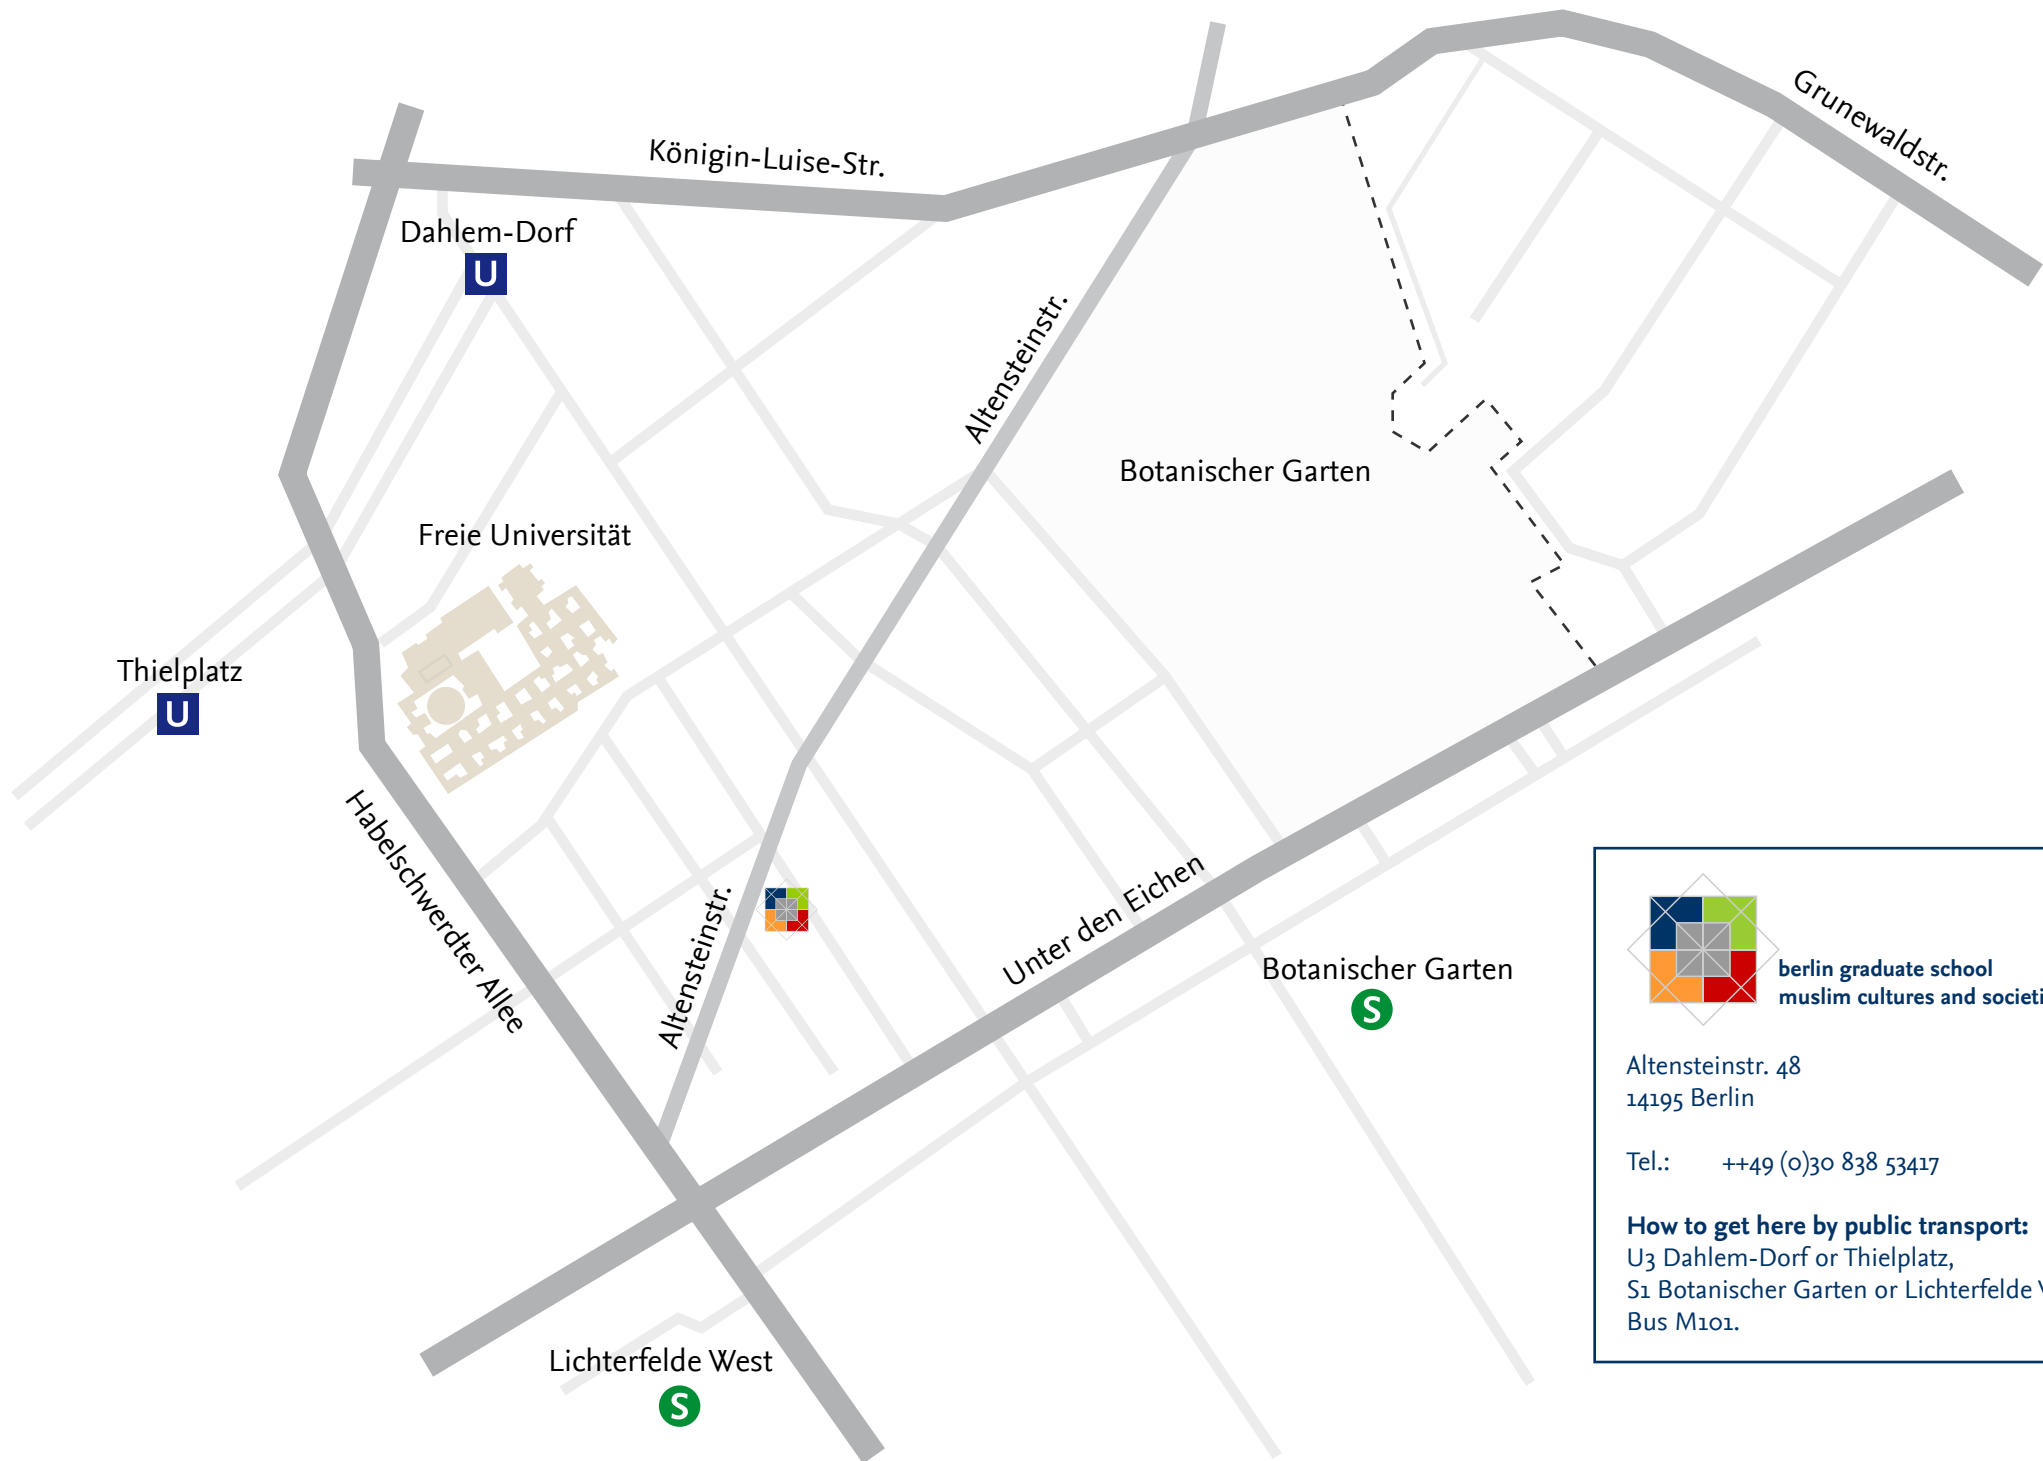 Grunewaldstr.
Königin-Luise-Str.
Dahlem-Dorf
U
Altensteinstr.
Botanischer Garten
Freie Universität
Thielplatz
U
Habelschwerdter Allee
Altensteinstr.
Unter den Eichen
Botanischer Garten
S
Lichterfelde West
S
berlin graduate school
muslim cultures and
Altensteinstr. 48
14195 Berlin
Tel.: ++49 (0)30 838 53417
How to get here by public transport:
U3 Dahlem-Dorf or Thielplatz,
S1 Botanischer Garten or Lichterfelde
Bus M101.